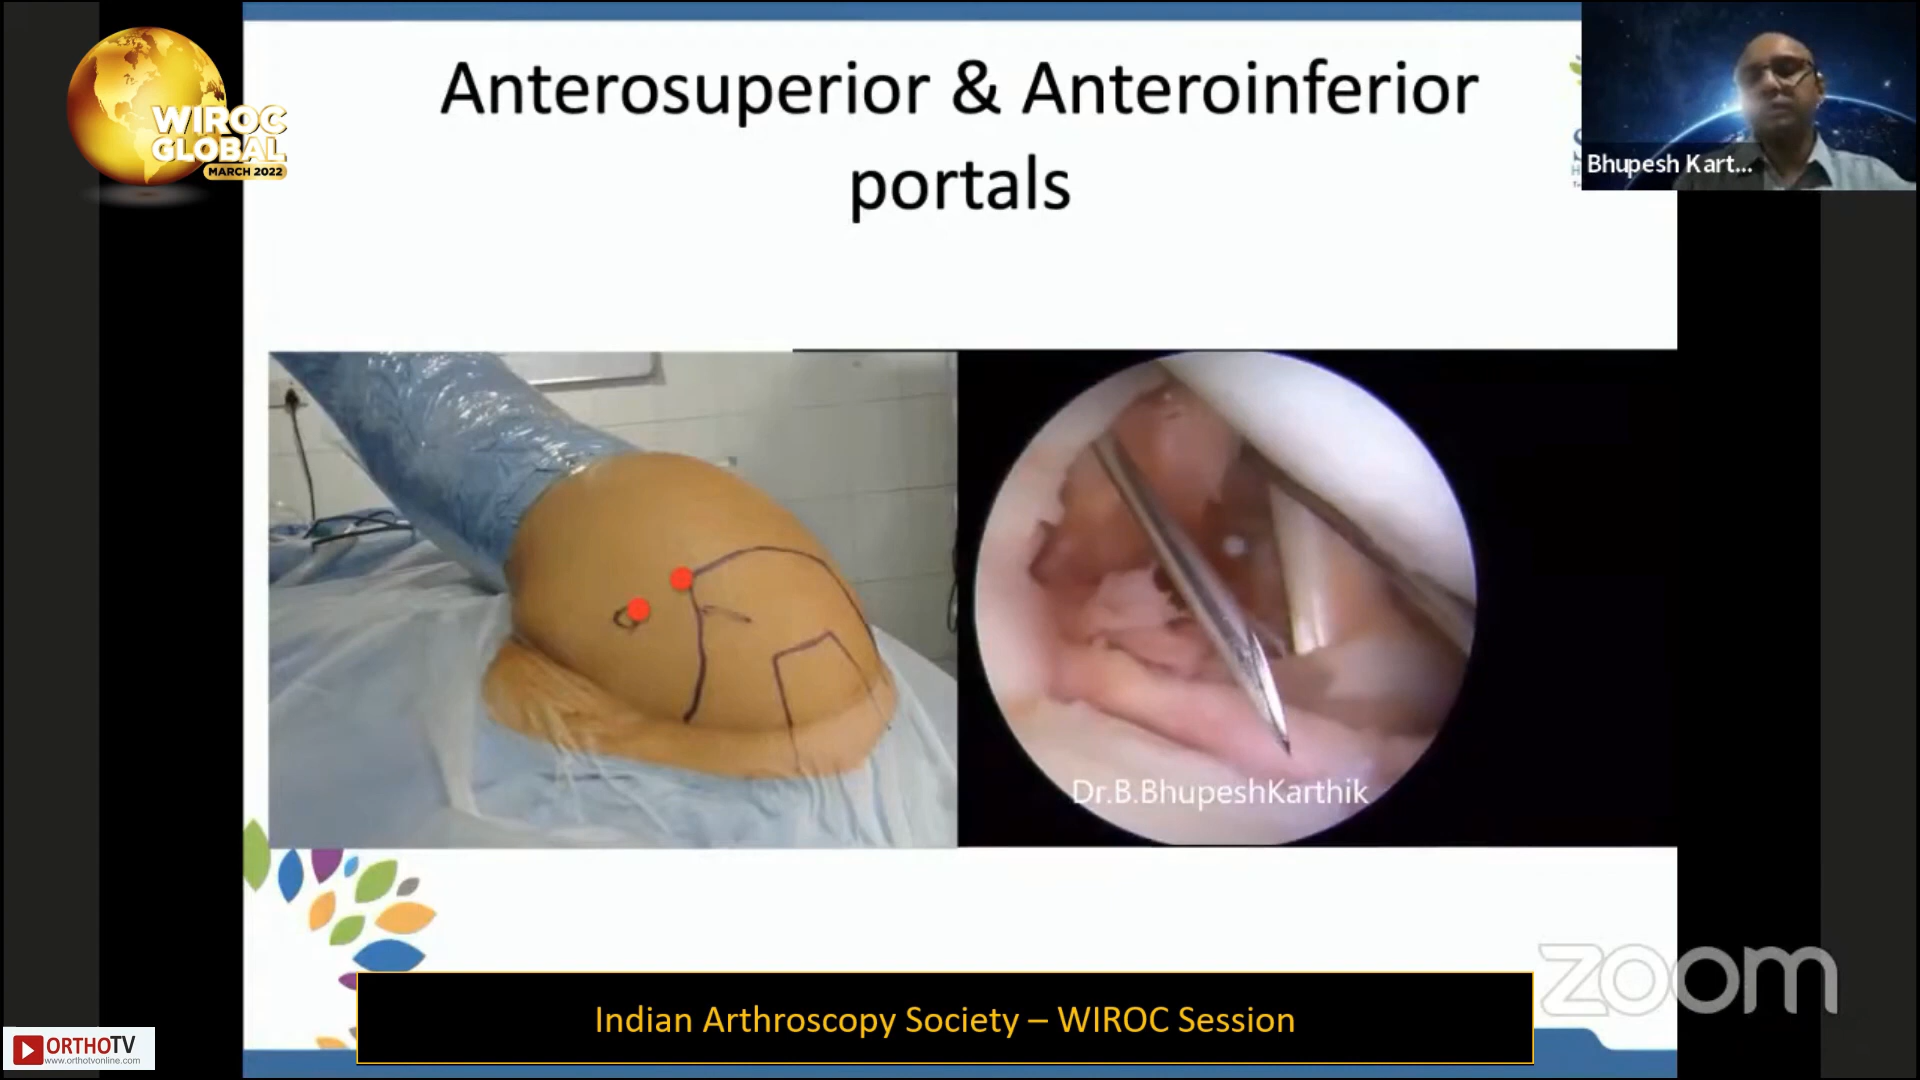 Anterosuperior & Anteroinferior
portals
WIROC
GLOBAL
MARCH 2022
Bhupesh Kart...
Dr.B.BhupeshKarthik
zoom
Indian Arthroscopy Society – WIROC Session
ORTHOTV
www.orthotvonline.com